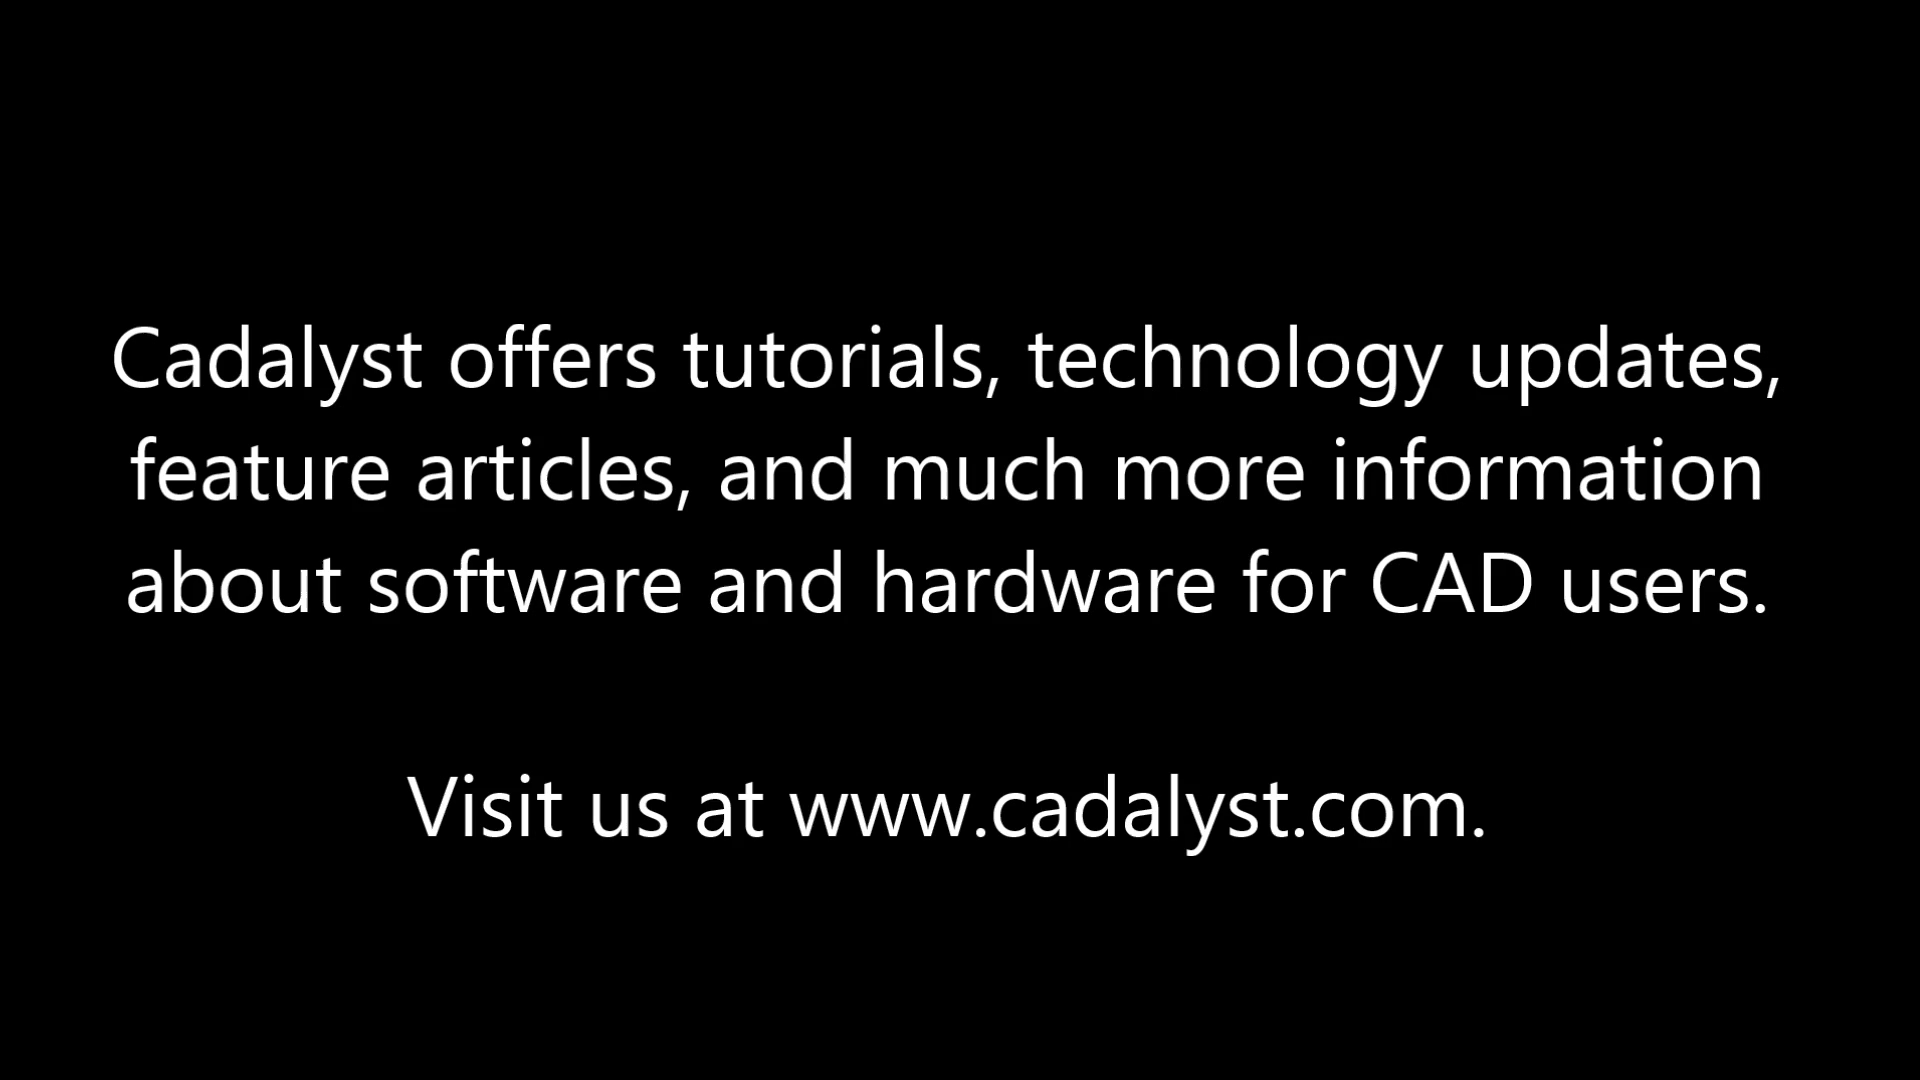 Cadalyst offers tutorials, technology updates,
feature articles, and much more information
about software and hardware for CAD users.
Visit us at www.cadalyst.com.